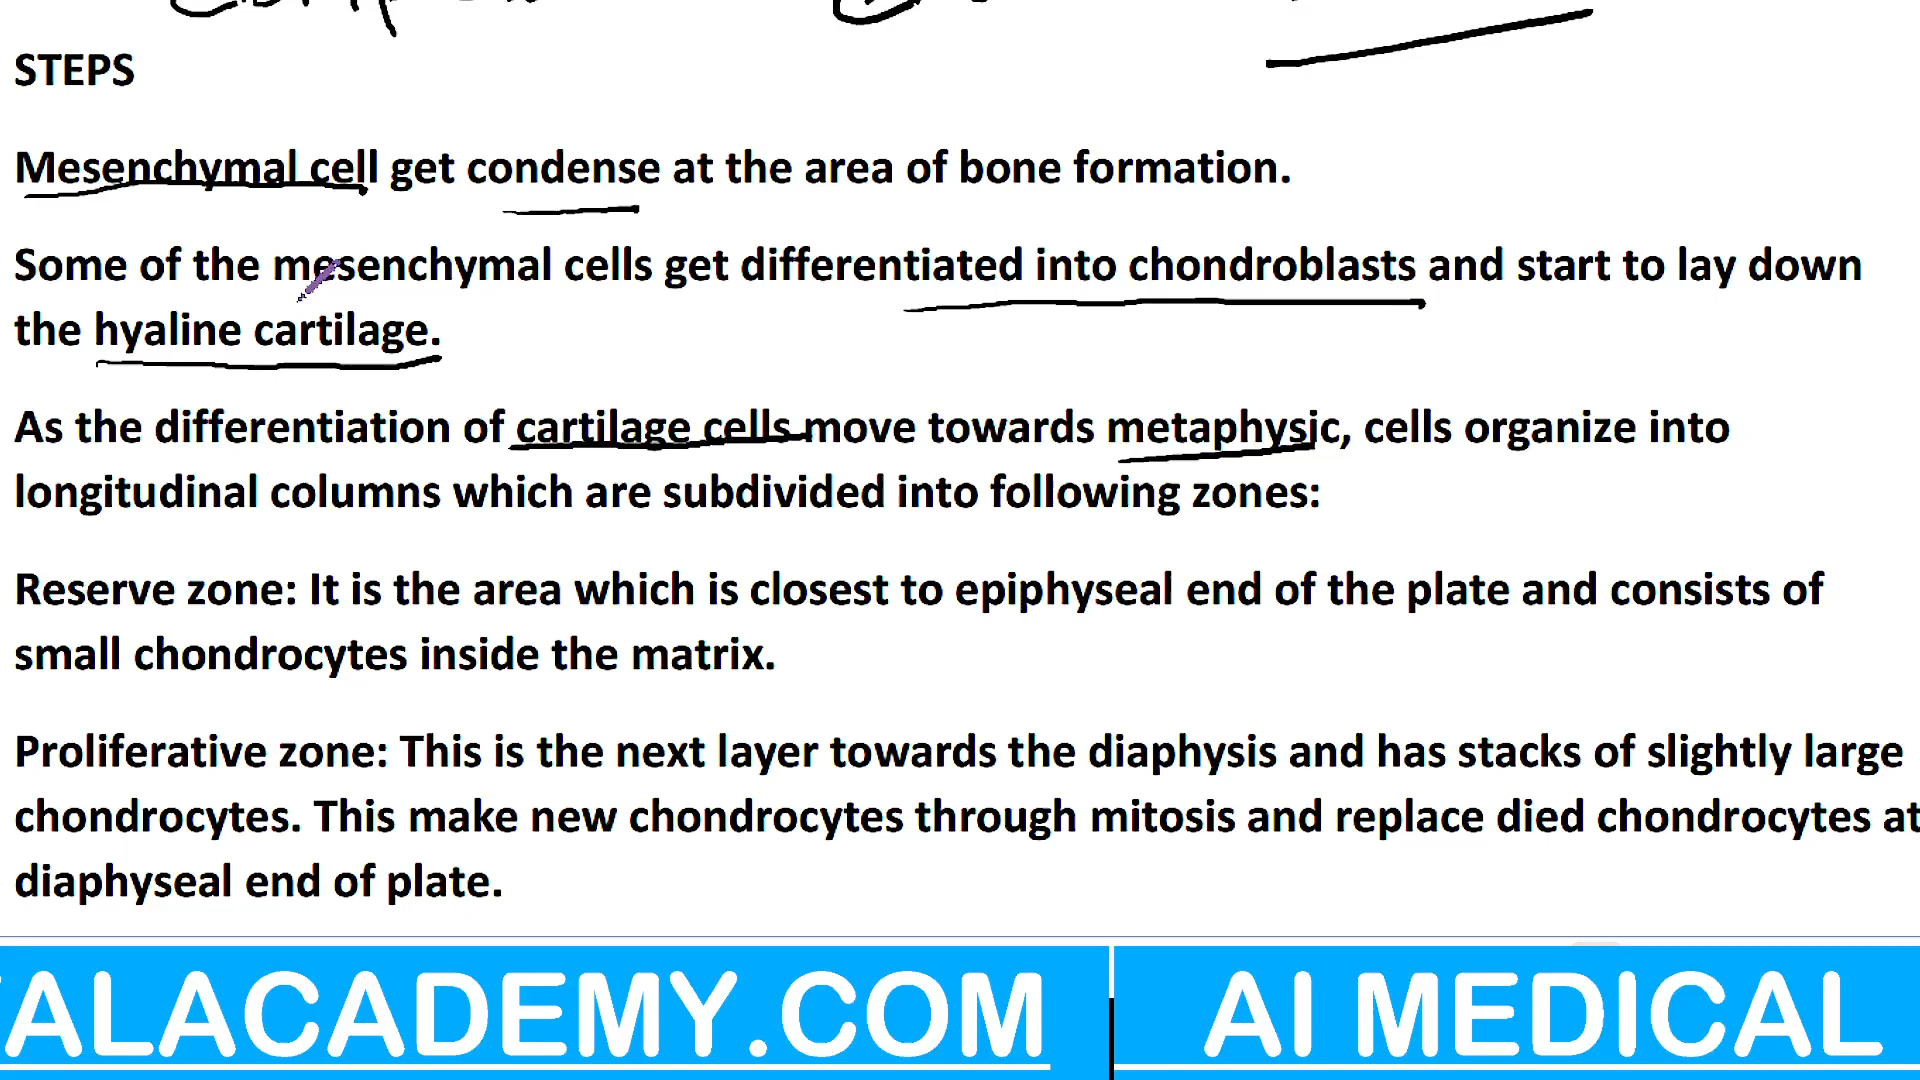 STEPS
Mesenchymal cell get condense at the area of bone formation.
Some of the mesenchymal cells get differentiated into chondroblasts and start to lay down
the hyaline cartilage.
As the differentiation of cartilage cells move towards metaphysic, cells organize into
longitudinal columns which are subdivided into following zones:
Reserve zone: It is the area which is closest to epiphyseal end of the plate and consists of
small chondrocytes inside the matrix.
Proliferative zone: This is the next layer towards the diaphysis and has stacks of slightly large
chondrocytes. This make new chondrocytes through mitosis and replace died chondrocytes at
diaphyseal end of plate.
ALACADEMY.COM AI MEDICAL